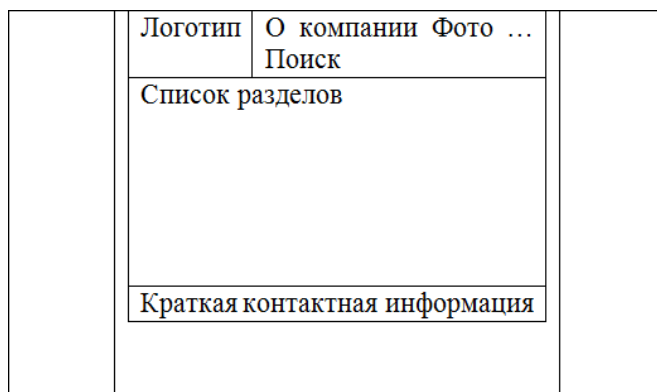 Логотип
О компании Фото …
Поиск
Список разделов
Краткая контактная информация